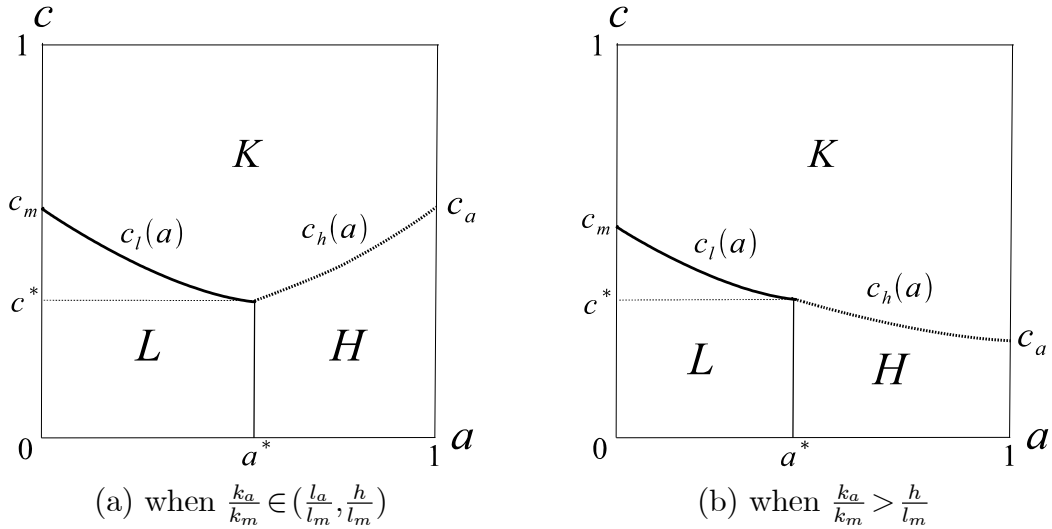 c
1
K
c_m
c_l(a)
c_h(a)
c_a
c*
L
H
0
a*
1
a
(a) when k_a/k_m ∈ (l_a/l_m, h/l_m)
c
1
K
c_m
c_l(a)
c*
c_h(a)
L
H
c_a
0
a*
1
a
(b) when k_a/k_m > h/l_m